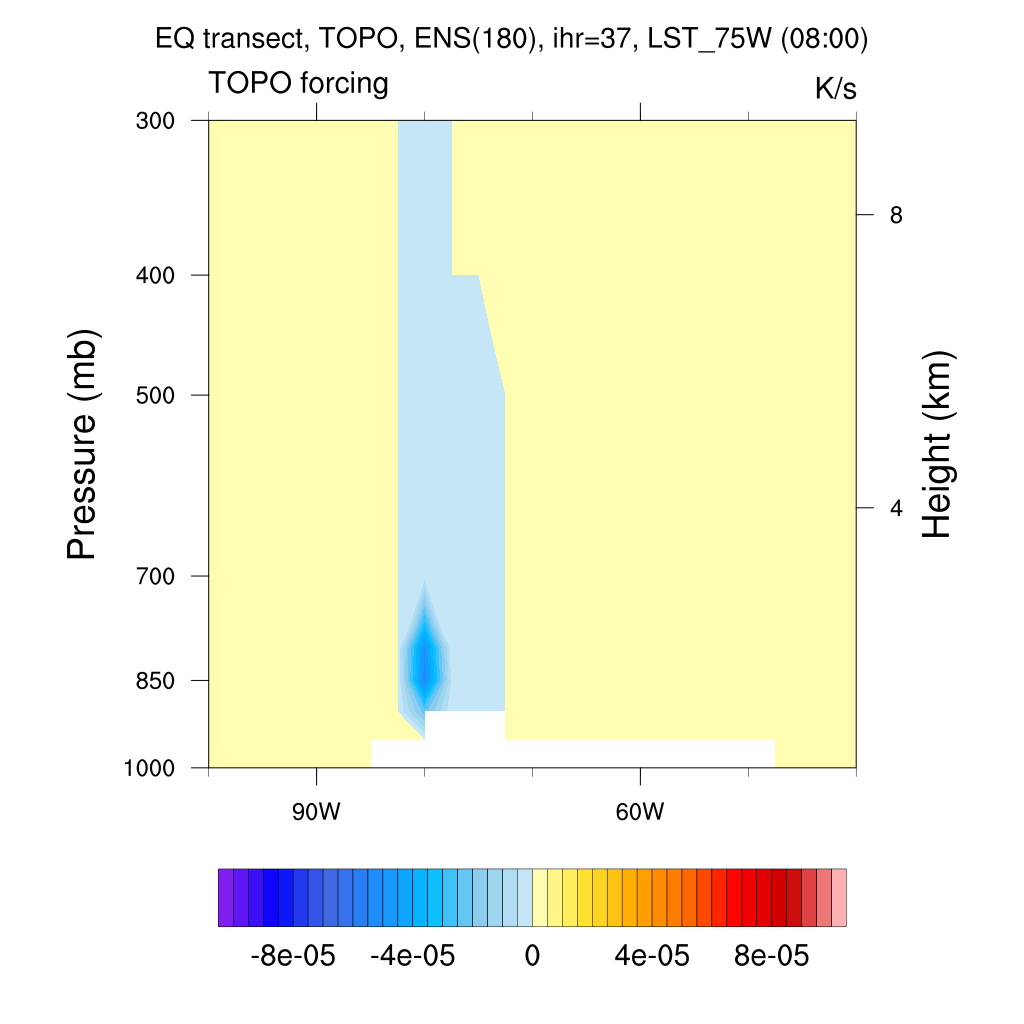 EQ transect, TOPO, ENS(180), ihr=37, LST_75W (08:00)
TOPO forcing
K/s
300
400
500
700
850
1000
Pressure (mb)
8
4
Height (km)
90W
60W
-8e-05
-4e-05
0
4e-05
8e-05